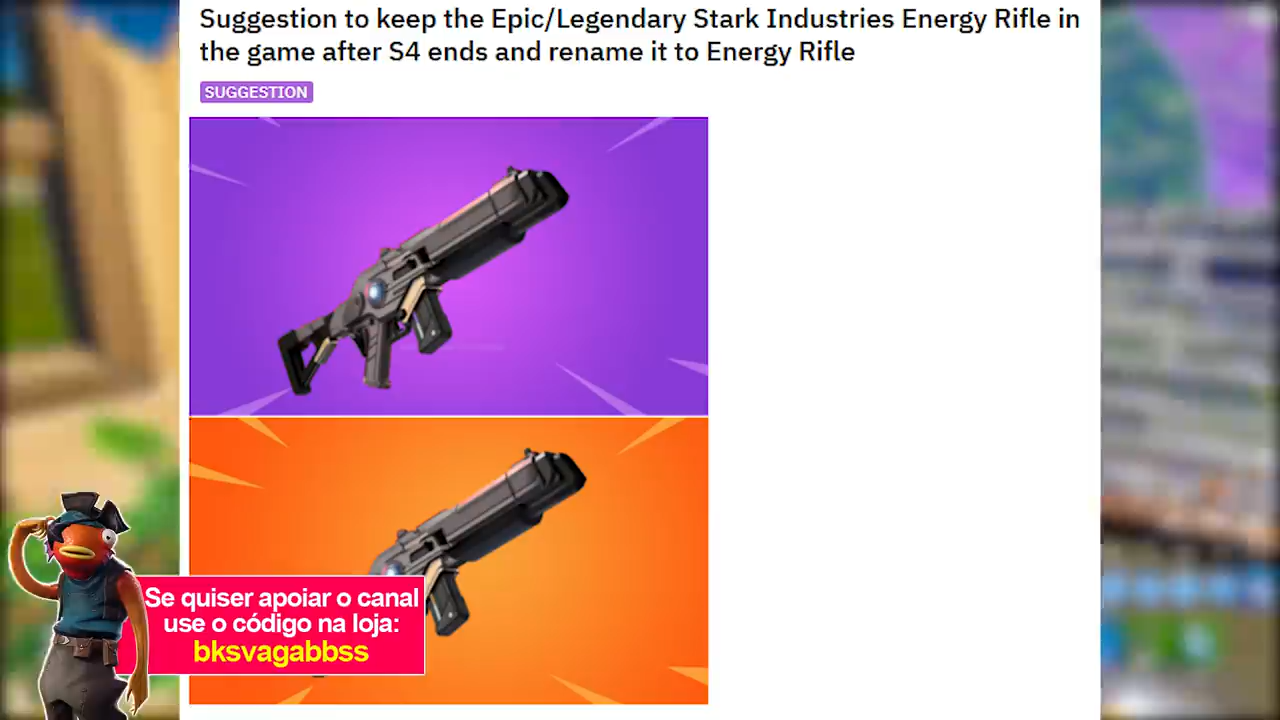 Suggestion to keep the Epic/Legendary Stark Industries Energy Rifle in
the game after S4 ends and rename it to Energy Rifle
SUGGESTION
Se quiser apoiar o canal
use o código na loja:
bksvagabbss